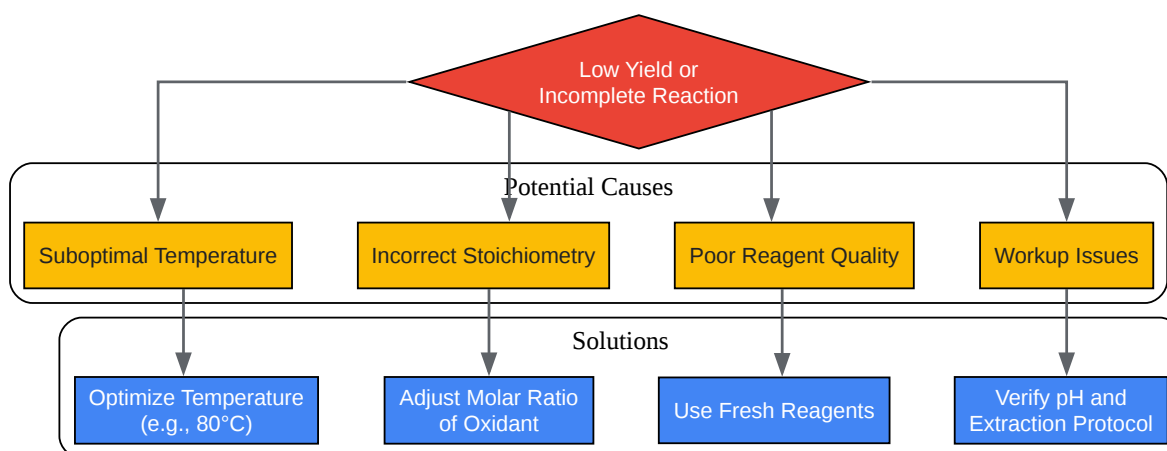 Low Yield or
Incomplete Reaction
Potential Causes
Suboptimal Temperature
Incorrect Stoichiometry
Poor Reagent Quality
Workup Issues
Solutions
Optimize Temperature
(e.g., 80°C)
Adjust Molar Ratio
of Oxidant
Use Fresh Reagents
Verify pH and
Extraction Protocol